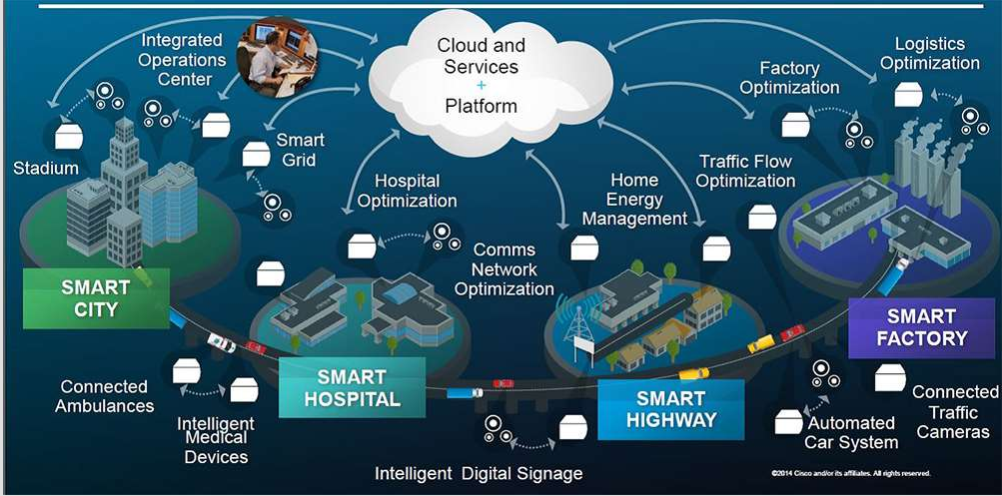 Integrated
Operations
Center
Cloud and
Services
+
Platform
Logistics
Optimization
Factory
Optimization
Stadium
Smart
Grid
Hospital
Optimization
Home
Energy
Management
Traffic Flow
Optimization
Comms
Network
Optimization
SMART
CITY
SMART
HOSPITAL
SMART
HIGHWAY
SMART
FACTORY
Connected
Ambulances
Intelligent
Medical
Devices
Intelligent Digital Signage
Automated
Car System
Connected
Traffic
Cameras
©2014 Cisco and/or its affiliates. All rights reserved.